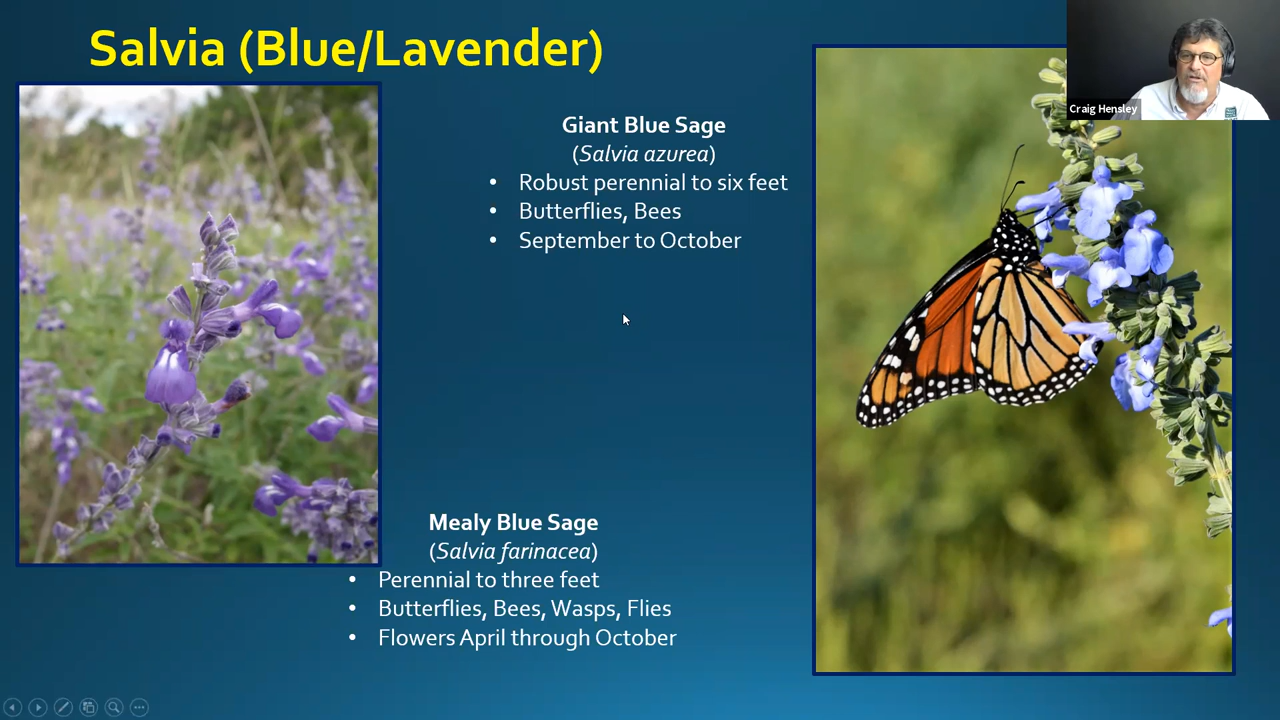 Salvia (Blue/Lavender)
Craig Hensley
Giant Blue Sage
(Salvia azurea)
• Robust perennial to six feet
• Butterflies, Bees
• September to October
Mealy Blue Sage
(Salvia farinacea)
• Perennial to three feet
• Butterflies, Bees, Wasps, Flies
• Flowers April through October